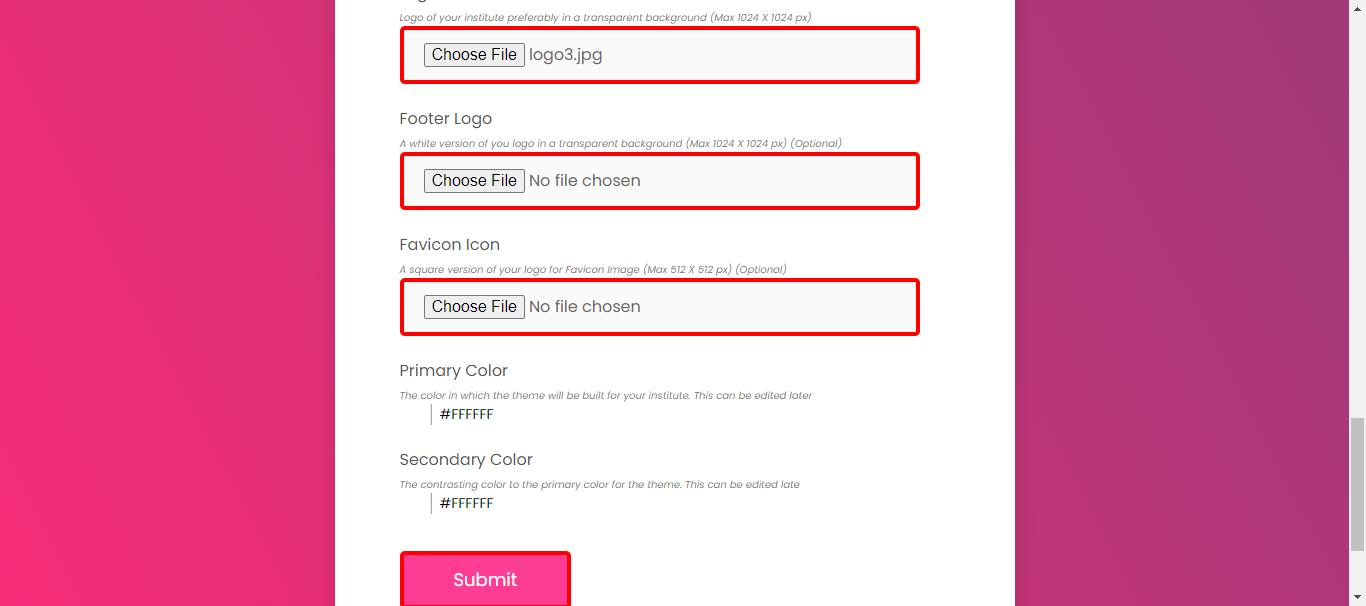 Logo of your institute preferably in a transparent background (Max 1024 X 1024 px)
Choose File logo3.jpg
Footer Logo
A white version of you logo in a transparent background (Max 1024 X 1024 px) (Optional)
Choose File No file chosen
Favicon Icon
A square version of your logo for Favicon Image (Max 512 X 512 px) (Optional)
Choose File No file chosen
Primary Color
The color in which the theme will be built for your institute. This can be edited later
#FFFFFF
Secondary Color
The contrasting color to the primary color for the theme. This can be edited late
#FFFFFF
Submit